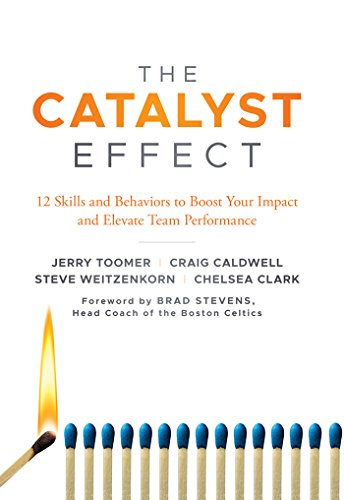 THE
CATALYST
EFFECT
12 Skills and Behaviors to Boost Your Impact
and Elevate Team Performance
JERRY TOOMER | CRAIG CALDWELL
STEVE WEITZENKORN | CHELSEA CLARK
Foreword by BRAD STEVENS,
Head Coach of the Boston Celtics